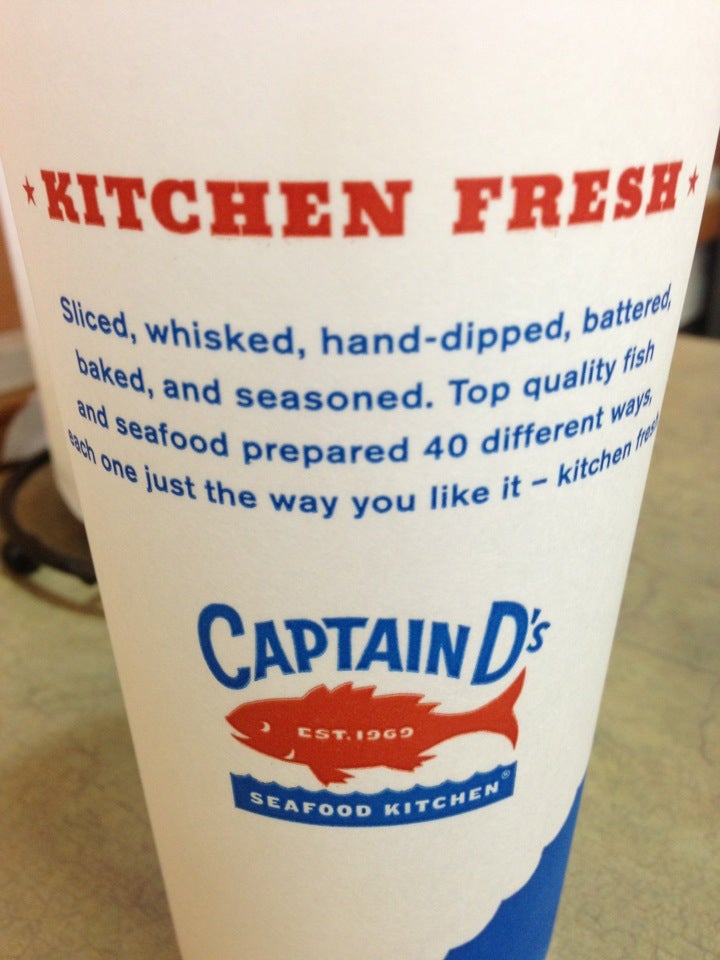 KITCHEN FRESH
Sliced, whisked, hand-dipped, battered,
baked, and seasoned. Top quality fish
and seafood prepared 40 different ways,
each one just the way you like it – kitchen fresh
CAPTAIN D's
EST. 1969
SEAFOOD KITCHEN®